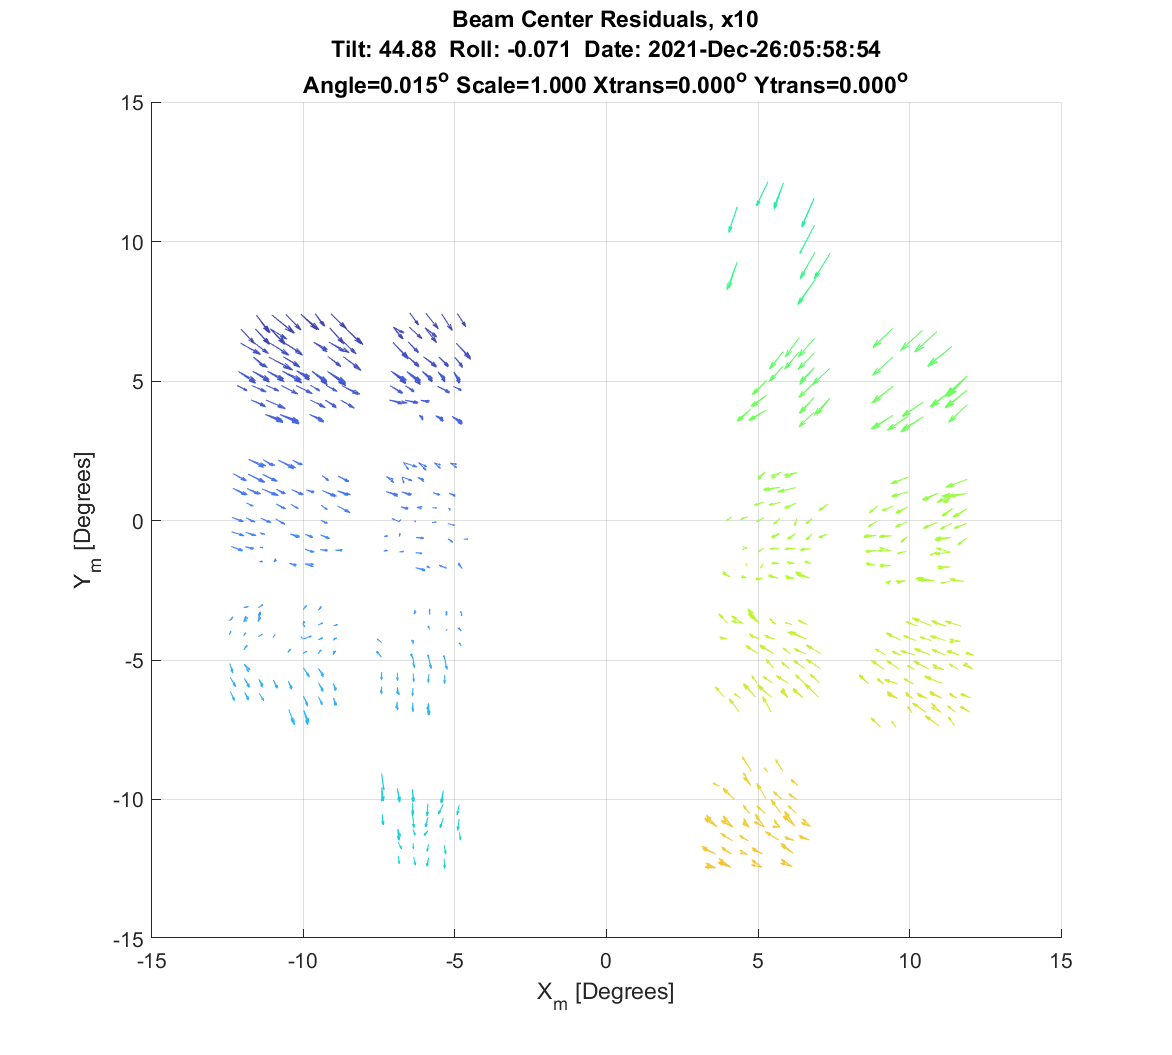 Beam Center Residuals, x10
Tilt: 44.88 Roll: -0.071 Date: 2021-Dec-26:05:58:54
Angle=0.015° Scale=1.000 Xtrans=0.000° Ytrans=0.000°
15
10
5
0
-5
-10
-15
Y_m [Degrees]
-15 -10 -5 0 5 10 15
X_m [Degrees]